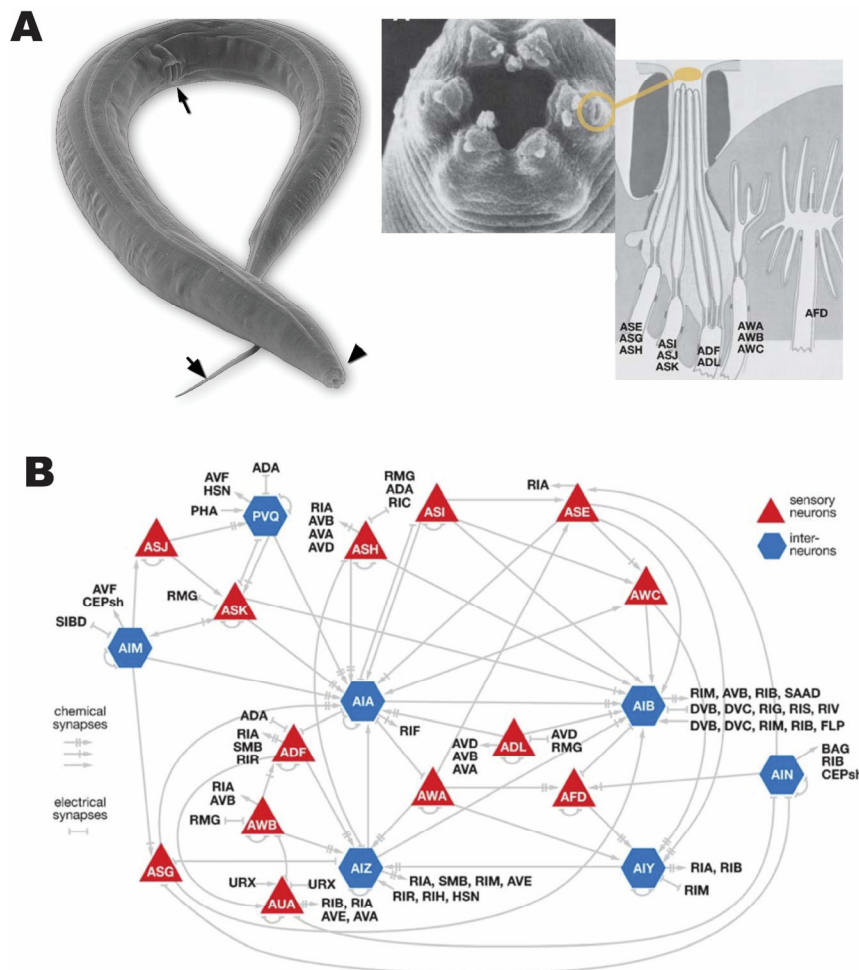 A
ASE
ASG
ASH
ASI
ASJ
ASK
ADF
ADL
AWA
AWB
AWC
AFD
B
ADA
AVF
HSN
PHA
PVQ
RIA
AVB
AVA
AVD
RMG
ADA
RIC
ASI
RIA
ASE
sensory
neurons
inter-
neurons
ASJ
ASH
AWC
AVF
CEPsh
RMG
ASK
SIBD
AIM
AIA
AIB
RIM, AVB, RIB, SAAD
DVB, DVC, RIG, RIS, RIV
DVB, DVC, RIM, RIB, FLP
chemical
synapses
ADA
RIA
SMB
RIR
ADF
RIF
ADL
AVD
RMG
AVD
AVB
AVA
AIN
BAG
RIB
CEPsh
electrical
synapses
RIA
AVB
RMG
AWB
AWA
AFD
ASG
AIZ
AIY
RIA, RIB
RIM
URX
URX
AUA
RIB, RIA
AVE, AVA
RIA, SMB, RIM, AVE
RIR, RIH, HSN